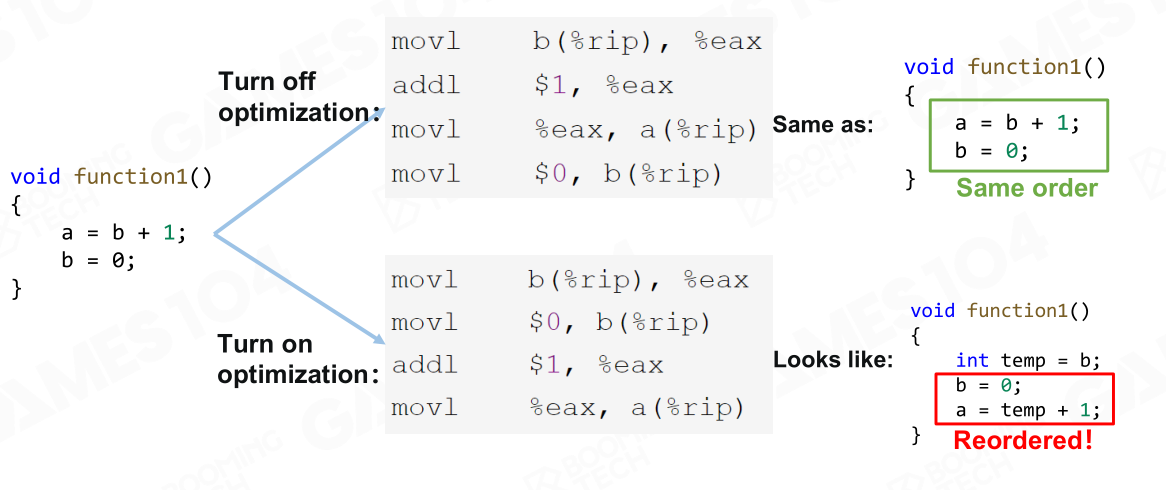 void function1()
{
    a = b + 1;
    b = 0;
}
Turn off
optimization:
movl b(%rip), %eax
addl $1, %eax
movl %eax, a(%rip)
movl $0, b(%rip)
Same as:
void function1()
{
    a = b + 1;
    b = 0;
}
Same order
Turn on
optimization:
movl b(%rip), %eax
movl $0, b(%rip)
addl $1, %eax
movl %eax, a(%rip)
Looks like:
void function1()
{
    int temp = b;
    b = 0;
    a = temp + 1;
}
Reordered!
GAMES104
BOOMING
TECH